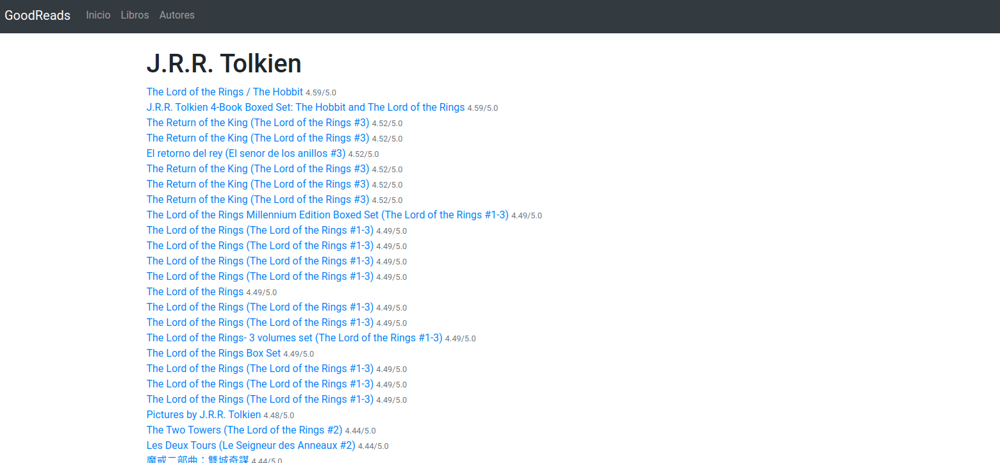 GoodReads Inicio Libros Autores
J.R.R. Tolkien
The Lord of the Rings / The Hobbit 4.59/5.0
J.R.R. Tolkien 4-Book Boxed Set: The Hobbit and The Lord of the Rings 4.59/5.0
The Return of the King (The Lord of the Rings #3) 4.52/5.0
The Return of the King (The Lord of the Rings #3) 4.52/5.0
El retorno del rey (El senor de los anillos #3) 4.52/5.0
The Return of the King (The Lord of the Rings #3) 4.52/5.0
The Return of the King (The Lord of the Rings #3) 4.52/5.0
The Return of the King (The Lord of the Rings #3) 4.52/5.0
The Lord of the Rings Millennium Edition Boxed Set (The Lord of the Rings #1-3) 4.49/5.0
The Lord of the Rings (The Lord of the Rings #1-3) 4.49/5.0
The Lord of the Rings (The Lord of the Rings #1-3) 4.49/5.0
The Lord of the Rings (The Lord of the Rings #1-3) 4.49/5.0
The Lord of the Rings (The Lord of the Rings #1-3) 4.49/5.0
The Lord of the Rings 4.49/5.0
The Lord of the Rings (The Lord of the Rings #1-3) 4.49/5.0
The Lord of the Rings (The Lord of the Rings #1-3) 4.49/5.0
The Lord of the Rings- 3 volumes set (The Lord of the Rings #1-3) 4.49/5.0
The Lord of the Rings Box Set 4.49/5.0
The Lord of the Rings (The Lord of the Rings #1-3) 4.49/5.0
The Lord of the Rings (The Lord of the Rings #1-3) 4.49/5.0
The Lord of the Rings (The Lord of the Rings #1-3) 4.49/5.0
Pictures by J.R.R. Tolkien 4.48/5.0
The Two Towers (The Lord of the Rings #2) 4.44/5.0
Les Deux Tours (Le Seigneur des Anneaux #2) 4.44/5.0
魔戒二部曲：雙城奇謀 4.44/5.0